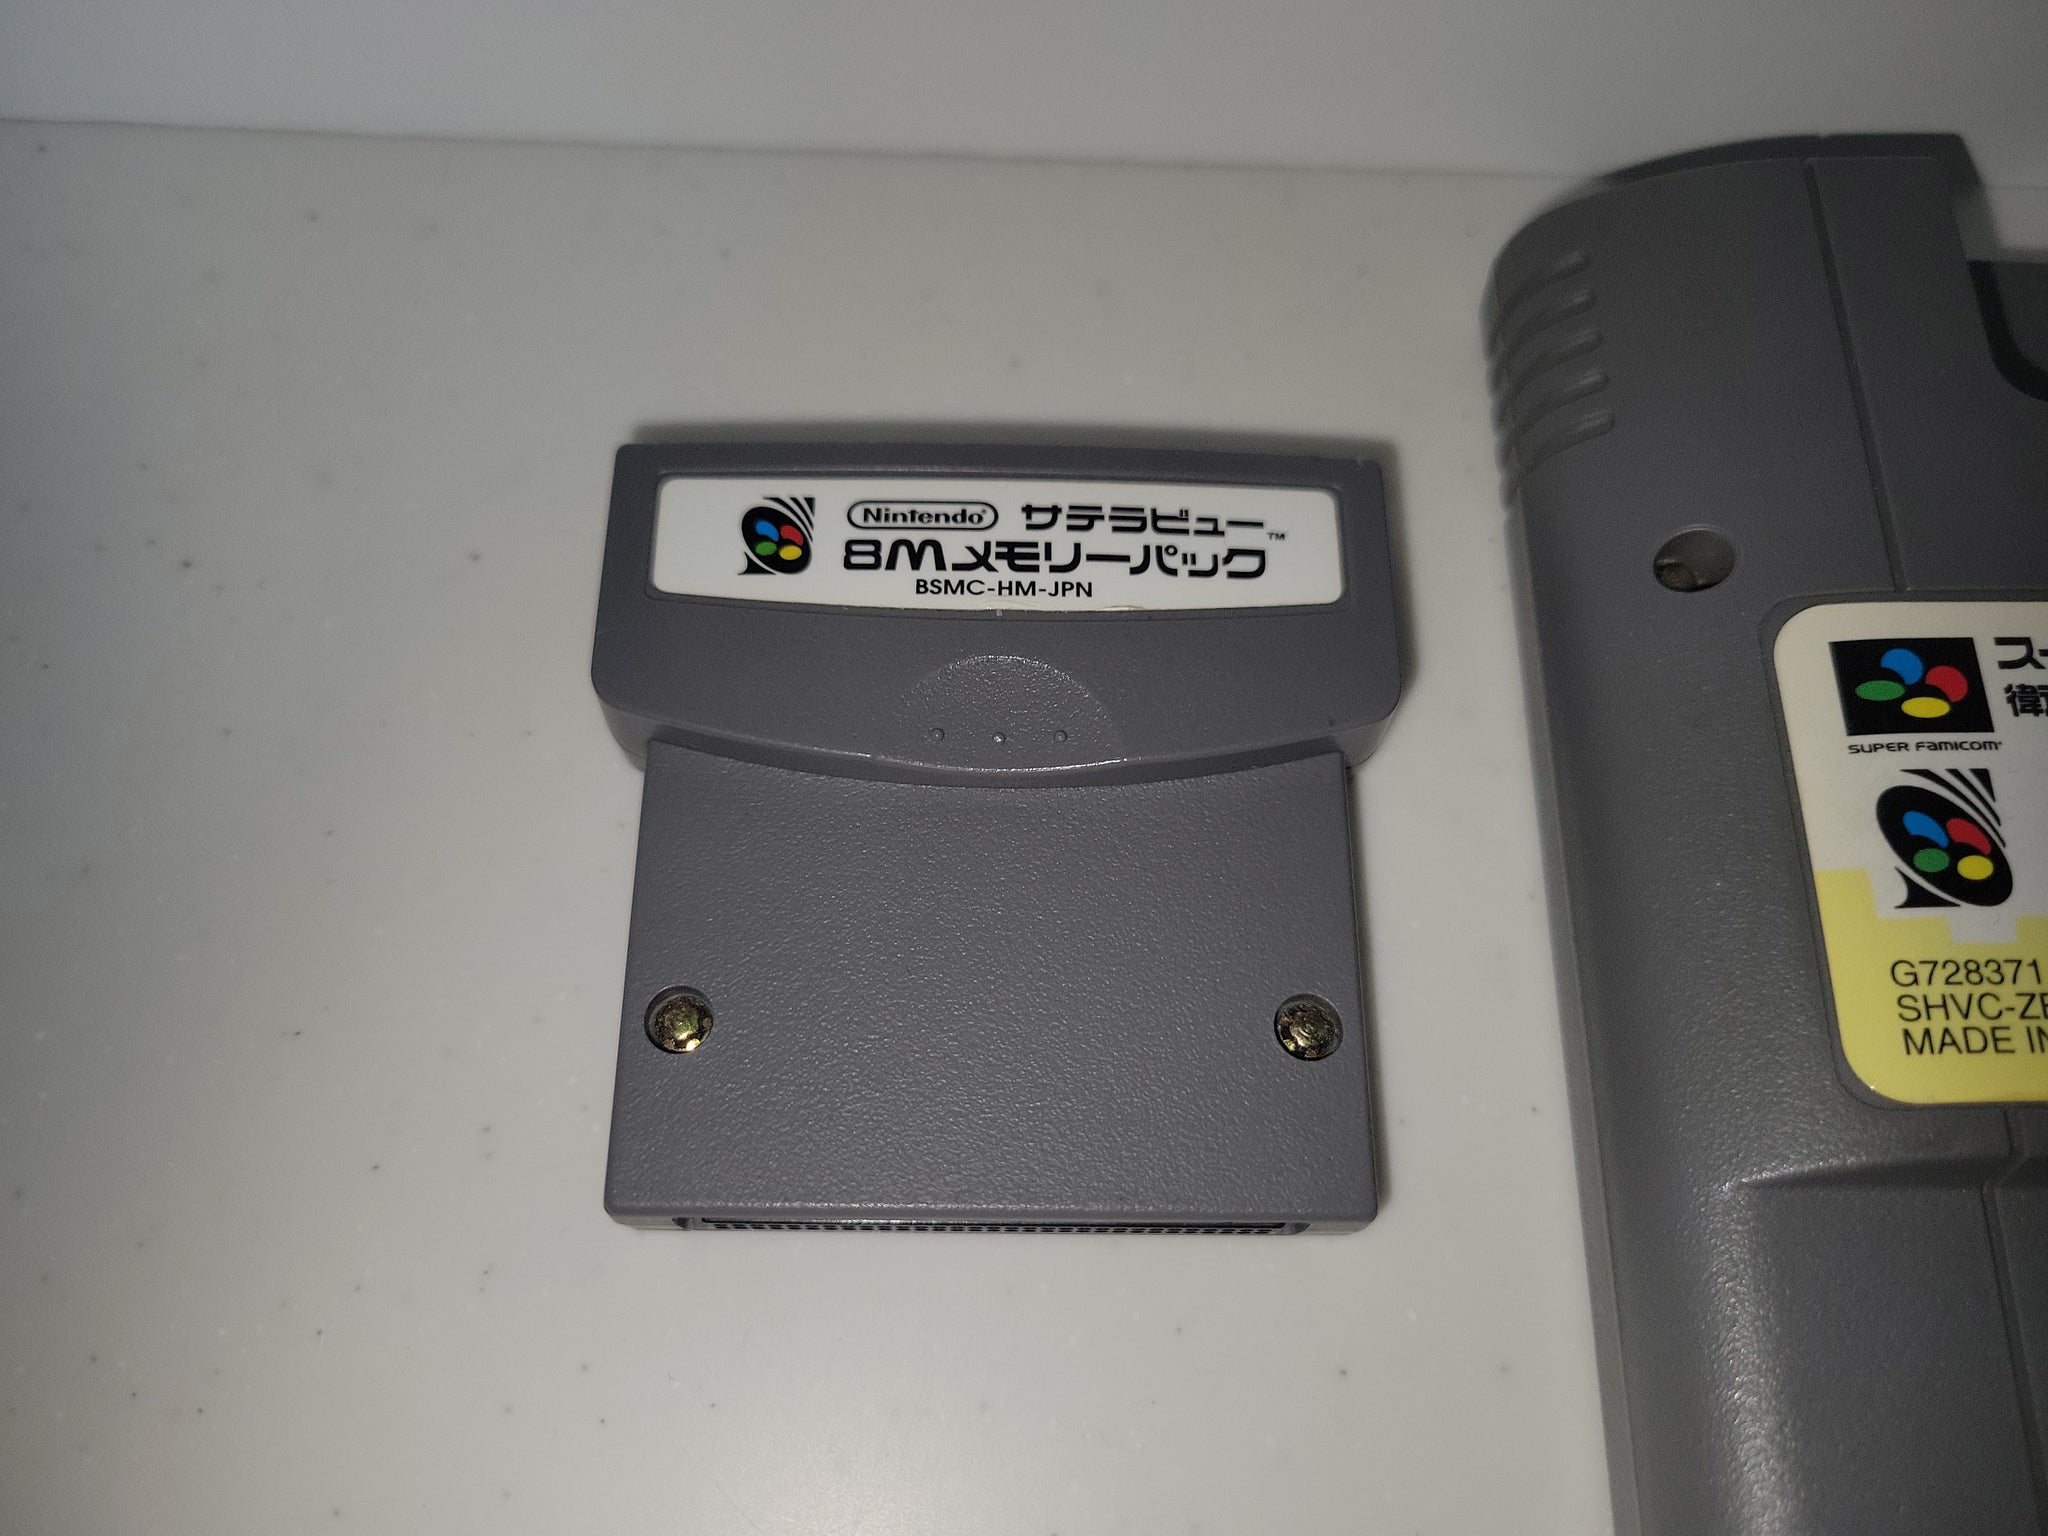 Nintendo® サテラビュー™
8Mメモリーパック
BSMC-HM-JPN
SUPER FAMICOM®
G728371
MADE IN